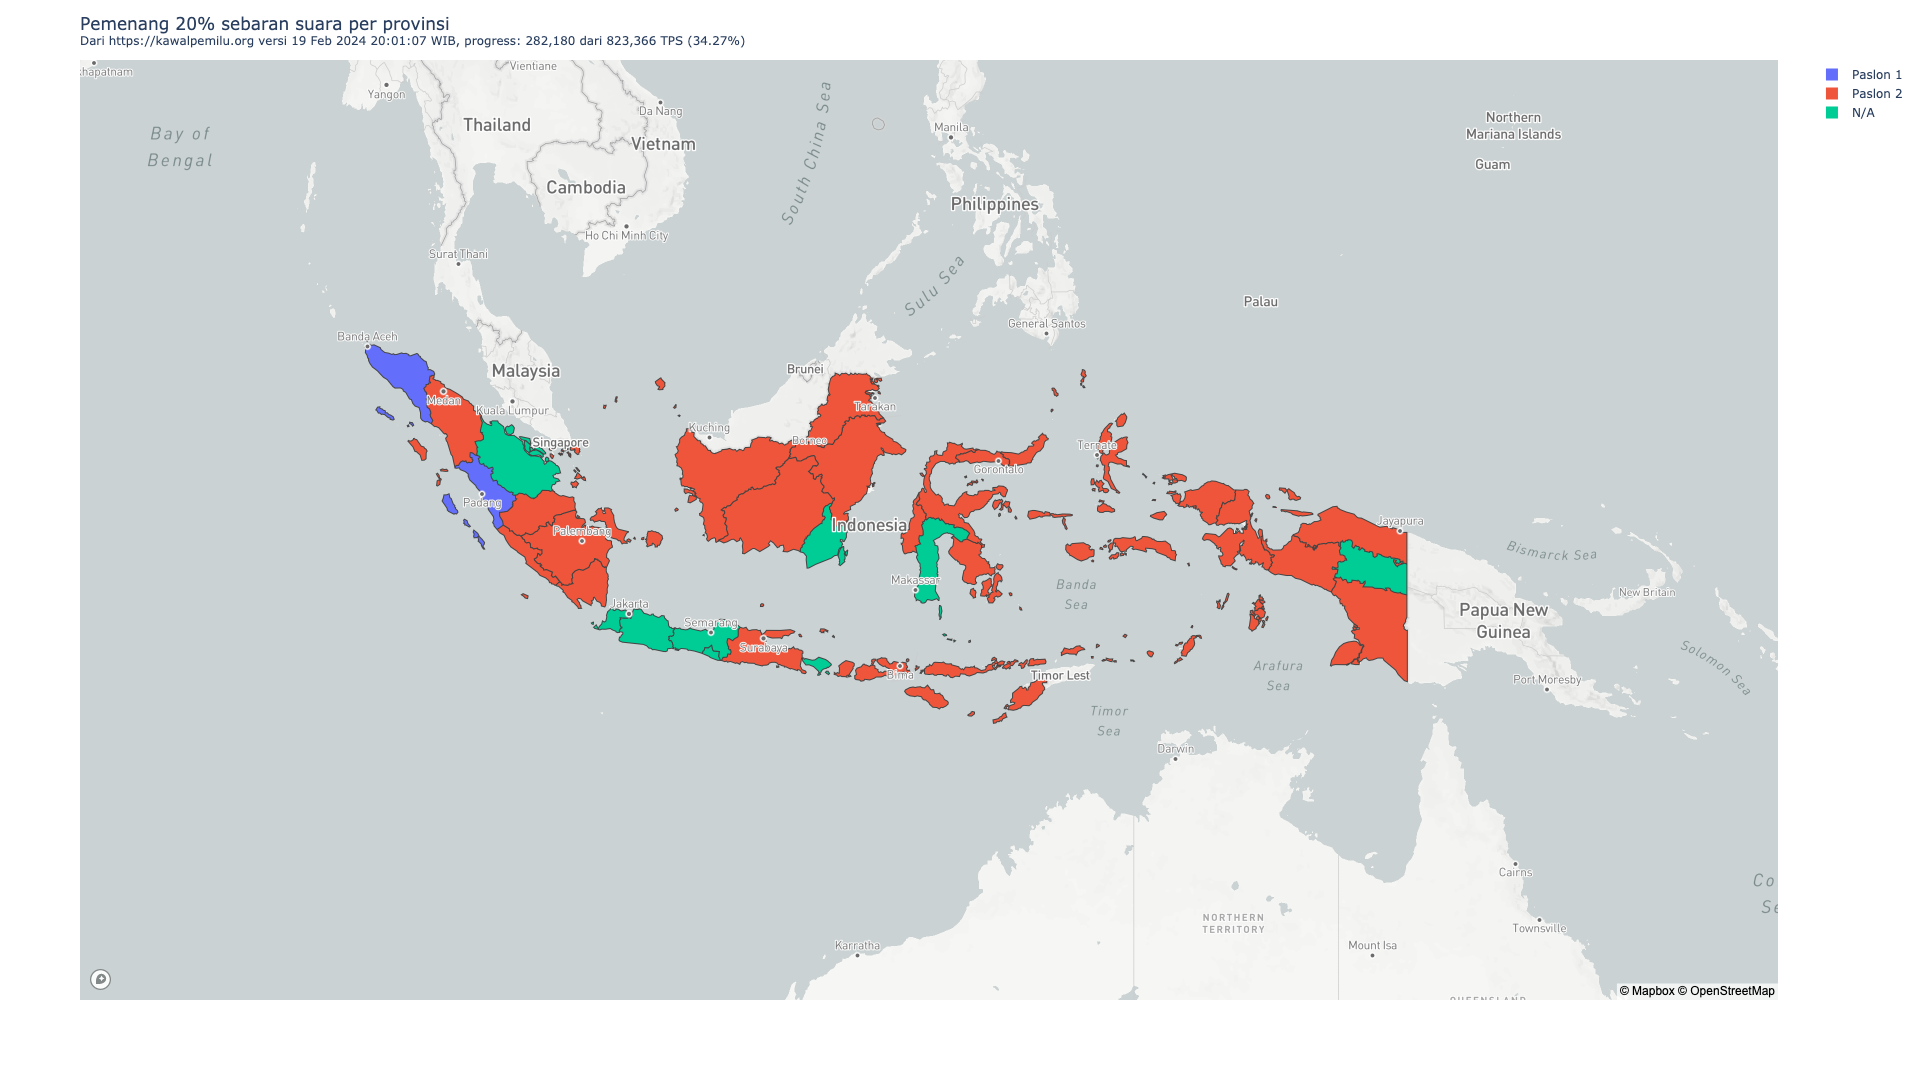 Pemenang 20% sebaran suara per provinsi
Dari https://kawalpemilu.org versi 19 Feb 2024 20:01:07 WIB, progress: 282,180 dari 823,366 TPS (34.27%)
Paslon 1
Paslon 2
N/A
Vientiane
Yangon
Da Nang
Thailand
Vietnam
Bay of
Bengal
South China Sea
Manila
Northern
Mariana Islands
Guam
Cambodia
Philippines
Ho Chi Minh City
Surat Thani
Sulu Sea
Palau
General Santos
Banda Aceh
Malaysia
Brunei
Medan
Kuala Lumpur
Tarakan
Kuching
Borneo
Singapore
Ternate
Gorontalo
Padang
Palembang
Indonesia
Jayapura
Bismarck Sea
Makassar
Banda
Sea
New Britain
Jakarta
Semarang
Surabaya
Papua New
Guinea
Solomon Sea
Bima
Timor Lest
Arafura
Sea
Port Moresby
Timor
Sea
Darwin
Cairns
Co
Se
NORTHERN
TERRITORY
Townsville
Karratha
Mount Isa
© Mapbox © OpenStreetMap